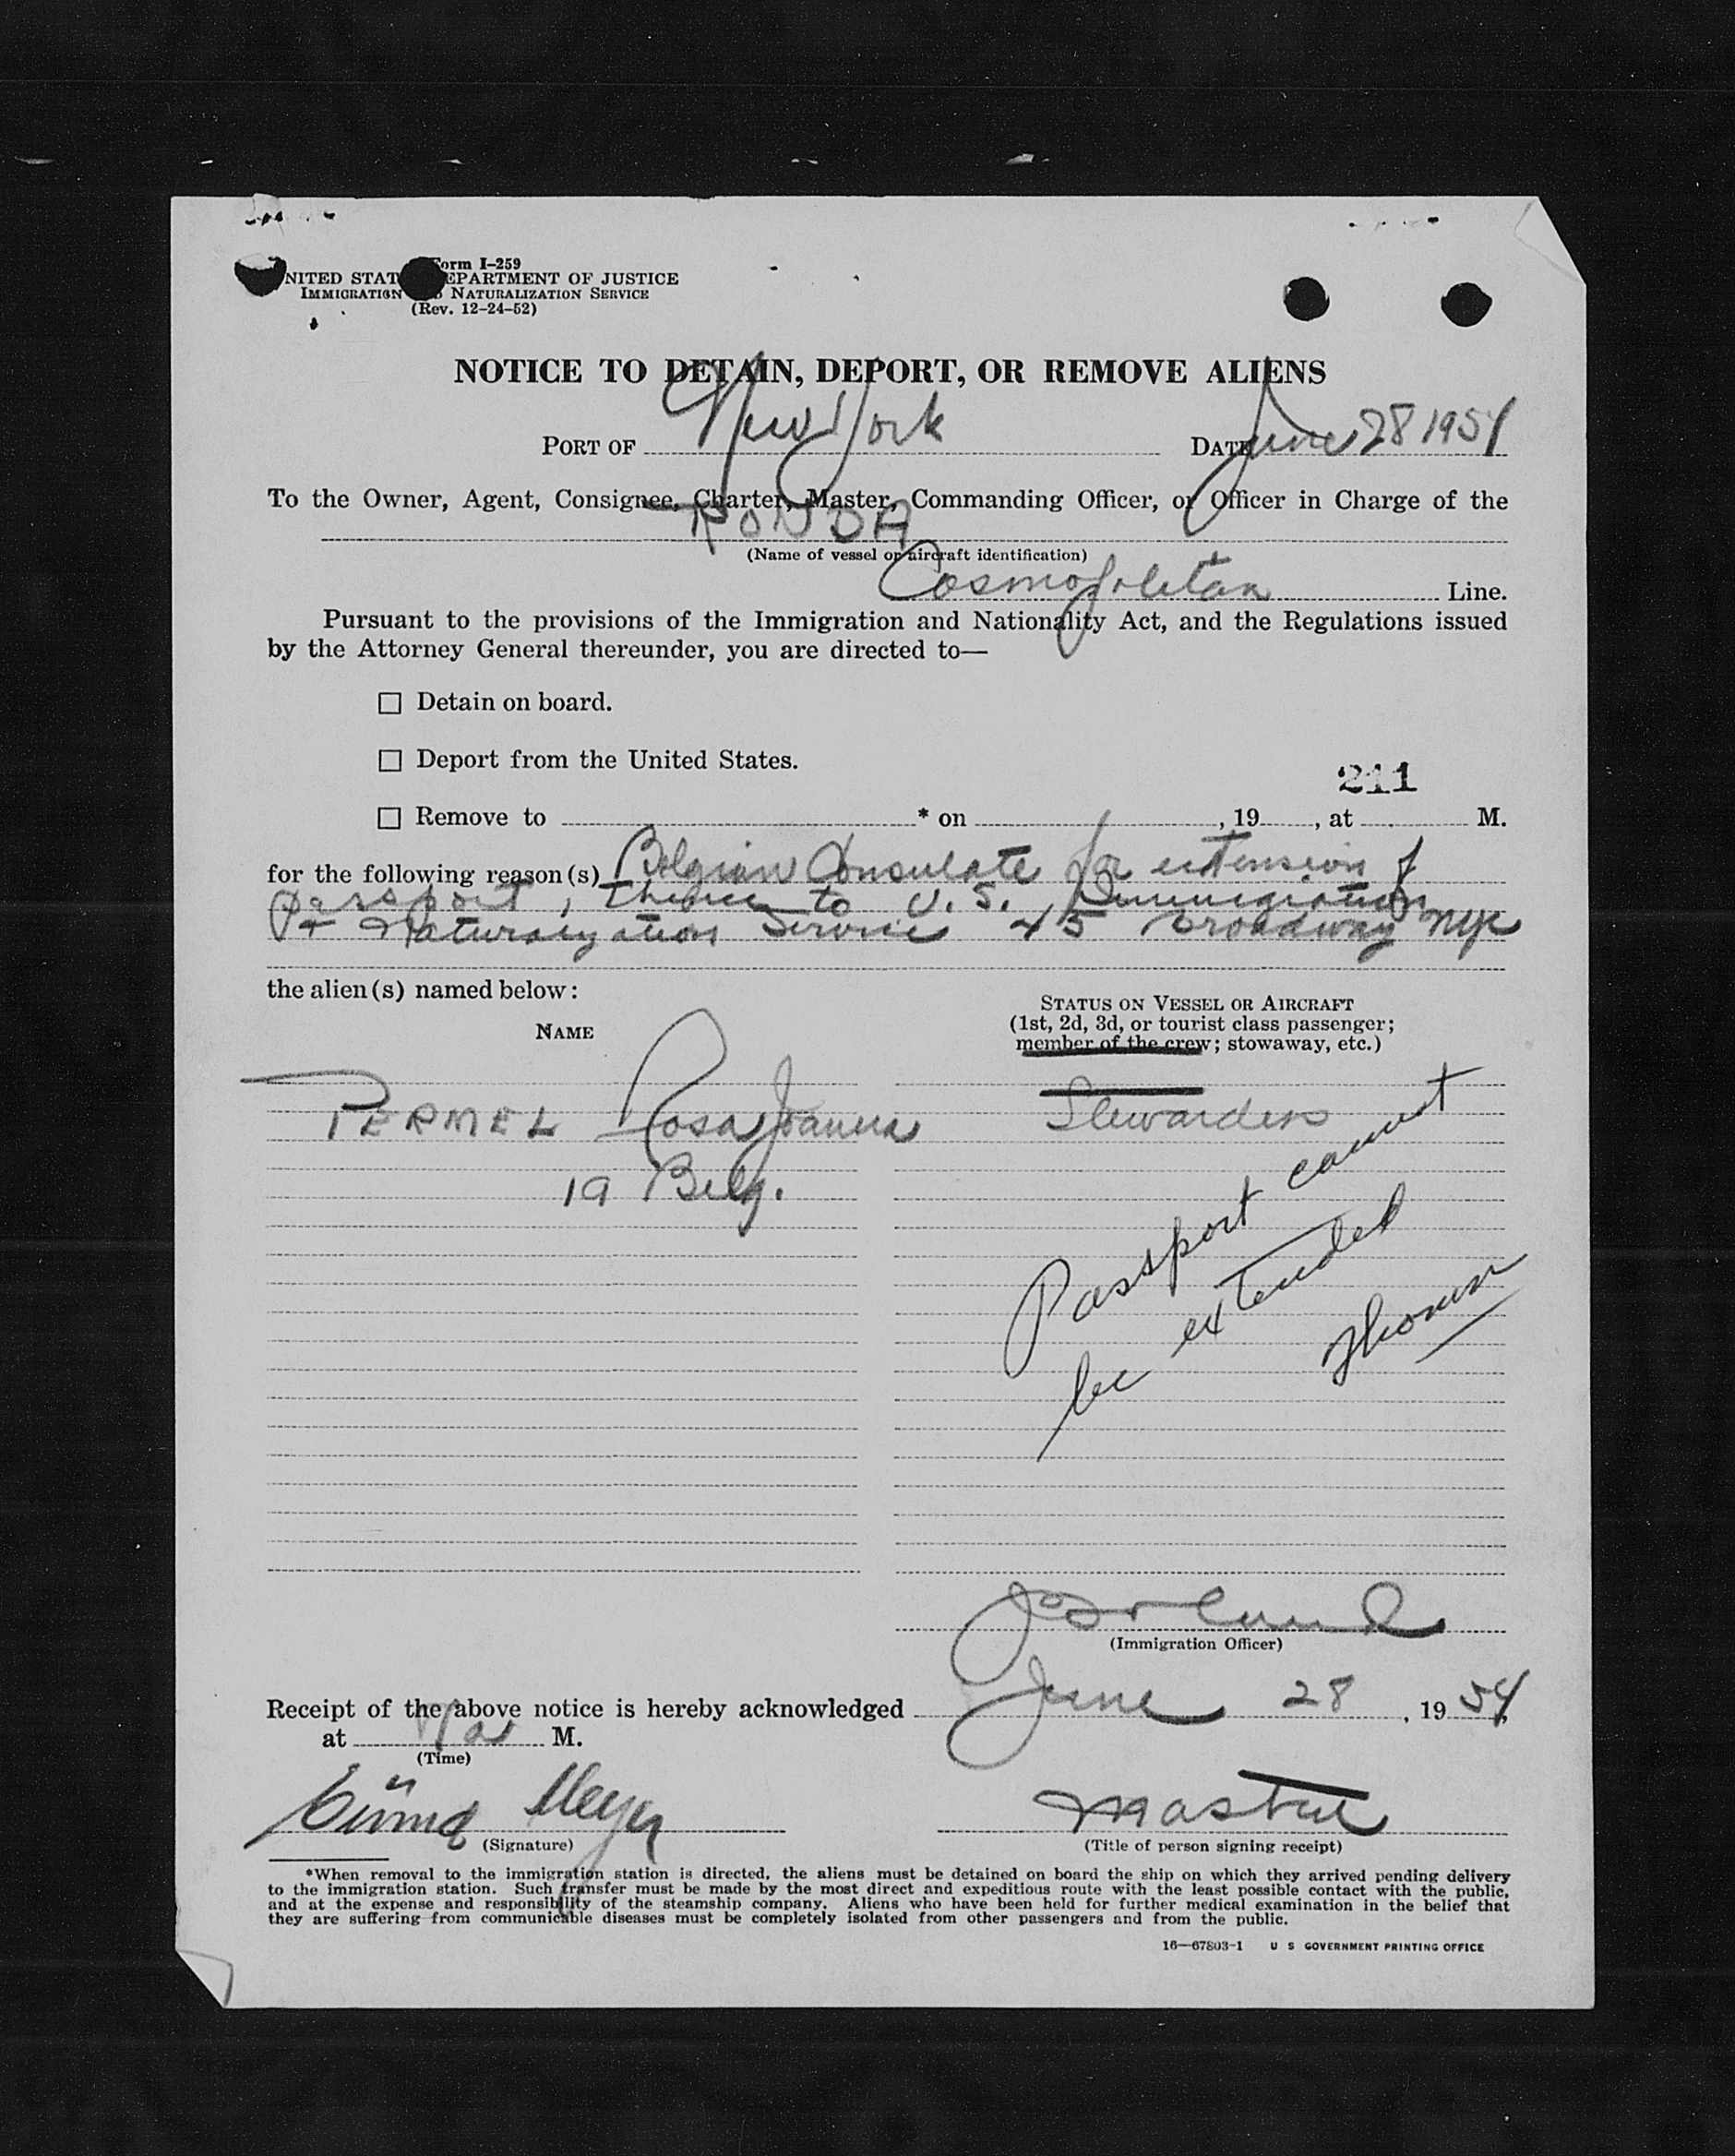 Form I-259
UNITED STATES DEPARTMENT OF JUSTICE
IMMIGRATION AND NATURALIZATION SERVICE
(Rev. 12-24-52)
NOTICE TO DETAIN, DEPORT, OR REMOVE ALIENS
PORT OF New York DATE June 28 1954
To the Owner, Agent, Consignee, Charter, Master, Commanding Officer, or Officer in Charge of the
RONDA
(Name of vessel or aircraft identification)
Cosmopolitan Line.
Pursuant to the provisions of the Immigration and Nationality Act, and the Regulations issued
by the Attorney General thereunder, you are directed to—
☐ Detain on board.
☐ Deport from the United States.
211
☐ Remove to * on , 19 , at M.
for the following reason(s) Belgian Consulate for extension of
passport, thence to U.S. Immigration
+ Naturalization Service 45 Broadway NYC
the alien(s) named below:
NAME
STATUS ON VESSEL OR AIRCRAFT
(1st, 2d, 3d, or tourist class passenger;
member of the crew; stowaway, etc.)
PERMEL Rosa Joanna Stewardess
19 Belg.
Passport cannot
be extended
(Immigration Officer)
Receipt of the above notice is hereby acknowledged June 28, 1954,
at M.
(Time)
Meyer Master
(Signature) (Title of person signing receipt)
*When removal to the immigration station is directed, the aliens must be detained on board the ship on which they arrived pending delivery
to the immigration station. Such transfer must be made by the most direct and expeditious route with the least possible contact with the public,
and at the expense and responsibility of the steamship company. Aliens who have been held for further medical examination in the belief that
they are suffering from communicable diseases must be completely isolated from other passengers and from the public.
16—67803-1 U S GOVERNMENT PRINTING OFFICE